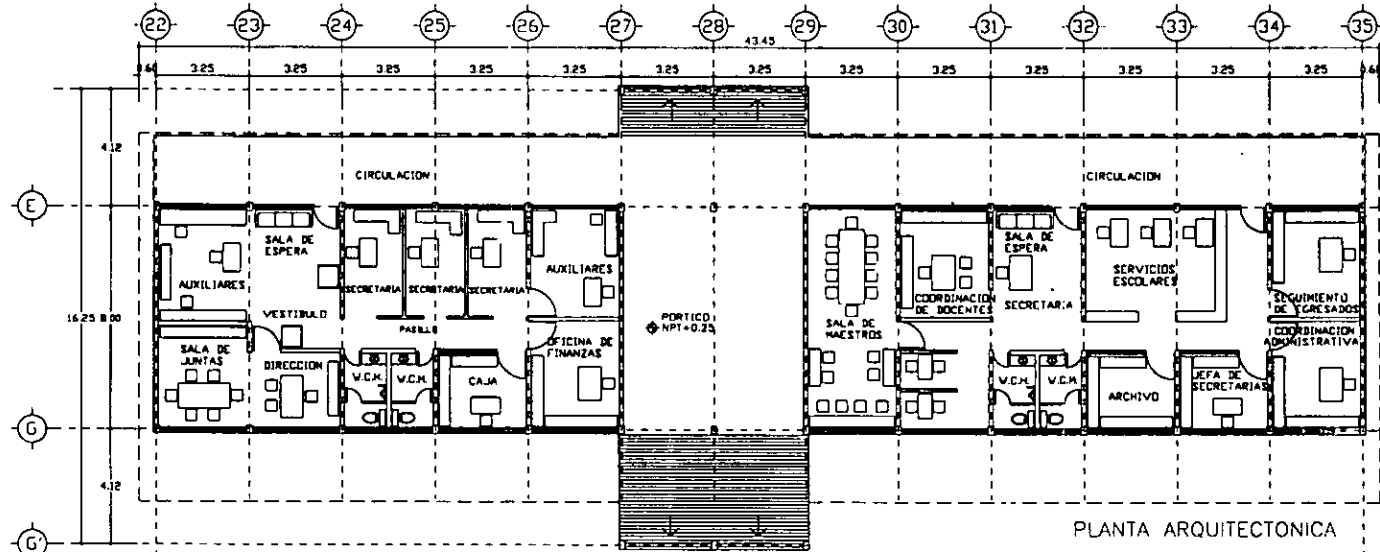 22 23 24 25 26 27 28 29 30 31 32 33 34 35
43.45
0.60 3.25 3.25 3.25 3.25 3.25 3.25 3.25 3.25 3.25 3.25 3.25 0.60
4.12
CIRCULACION
CIRCULACION
E
SALA DE
ESPERA
AUXILIARES
SECRETARIA
SECRETARIA
SECRETARIA
AUXILIARES
VESTIBULO
PASILLO
16.25
8.00
PORTICO
NPT+0.25
SALA DE
MAESTROS
COORDINACION
DE DOCENTES
SALA DE
ESPERA
SECRETARIA
SERVICIOS
ESCOLARES
SEGUIMIENTO
DE EGRESADOS
COORDINACION
ADMINISTRATIVA
SALA DE
JUNTAS
DIRECCION
W.C.H.
W.C.M.
CAJA
OFICINA DE
FINANZAS
W.C.H.
W.C.M.
ARCHIVO
JEFA DE
SECRETARIAS
G
4.12
G'
PLANTA ARQUITECTONICA